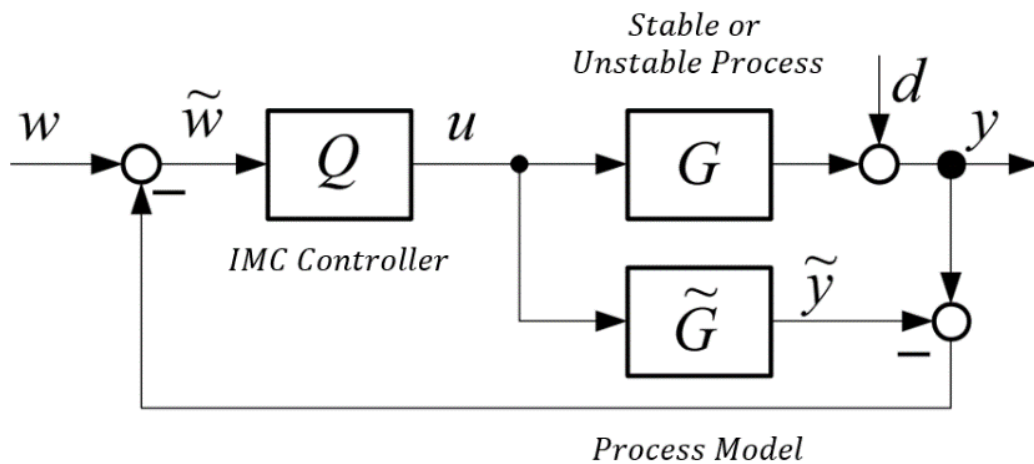 Stable or
Unstable Process
d
w
w̃
Q
u
G
y
IMC Controller
G̃
ỹ
Process Model